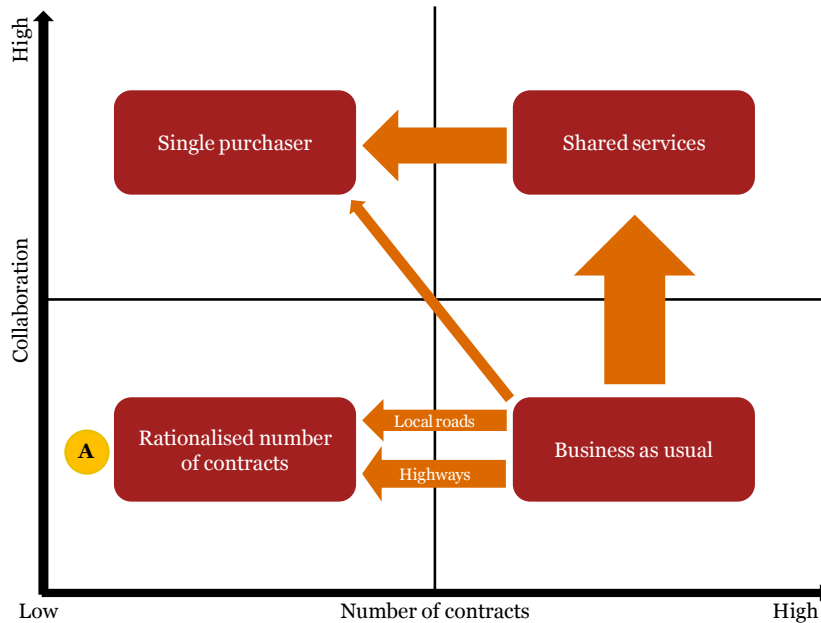 High
Single purchaser
Shared services
Collaboration
Local roads
A
Rationalised number
of contracts
Business as usual
Highways
Low
Number of contracts
High